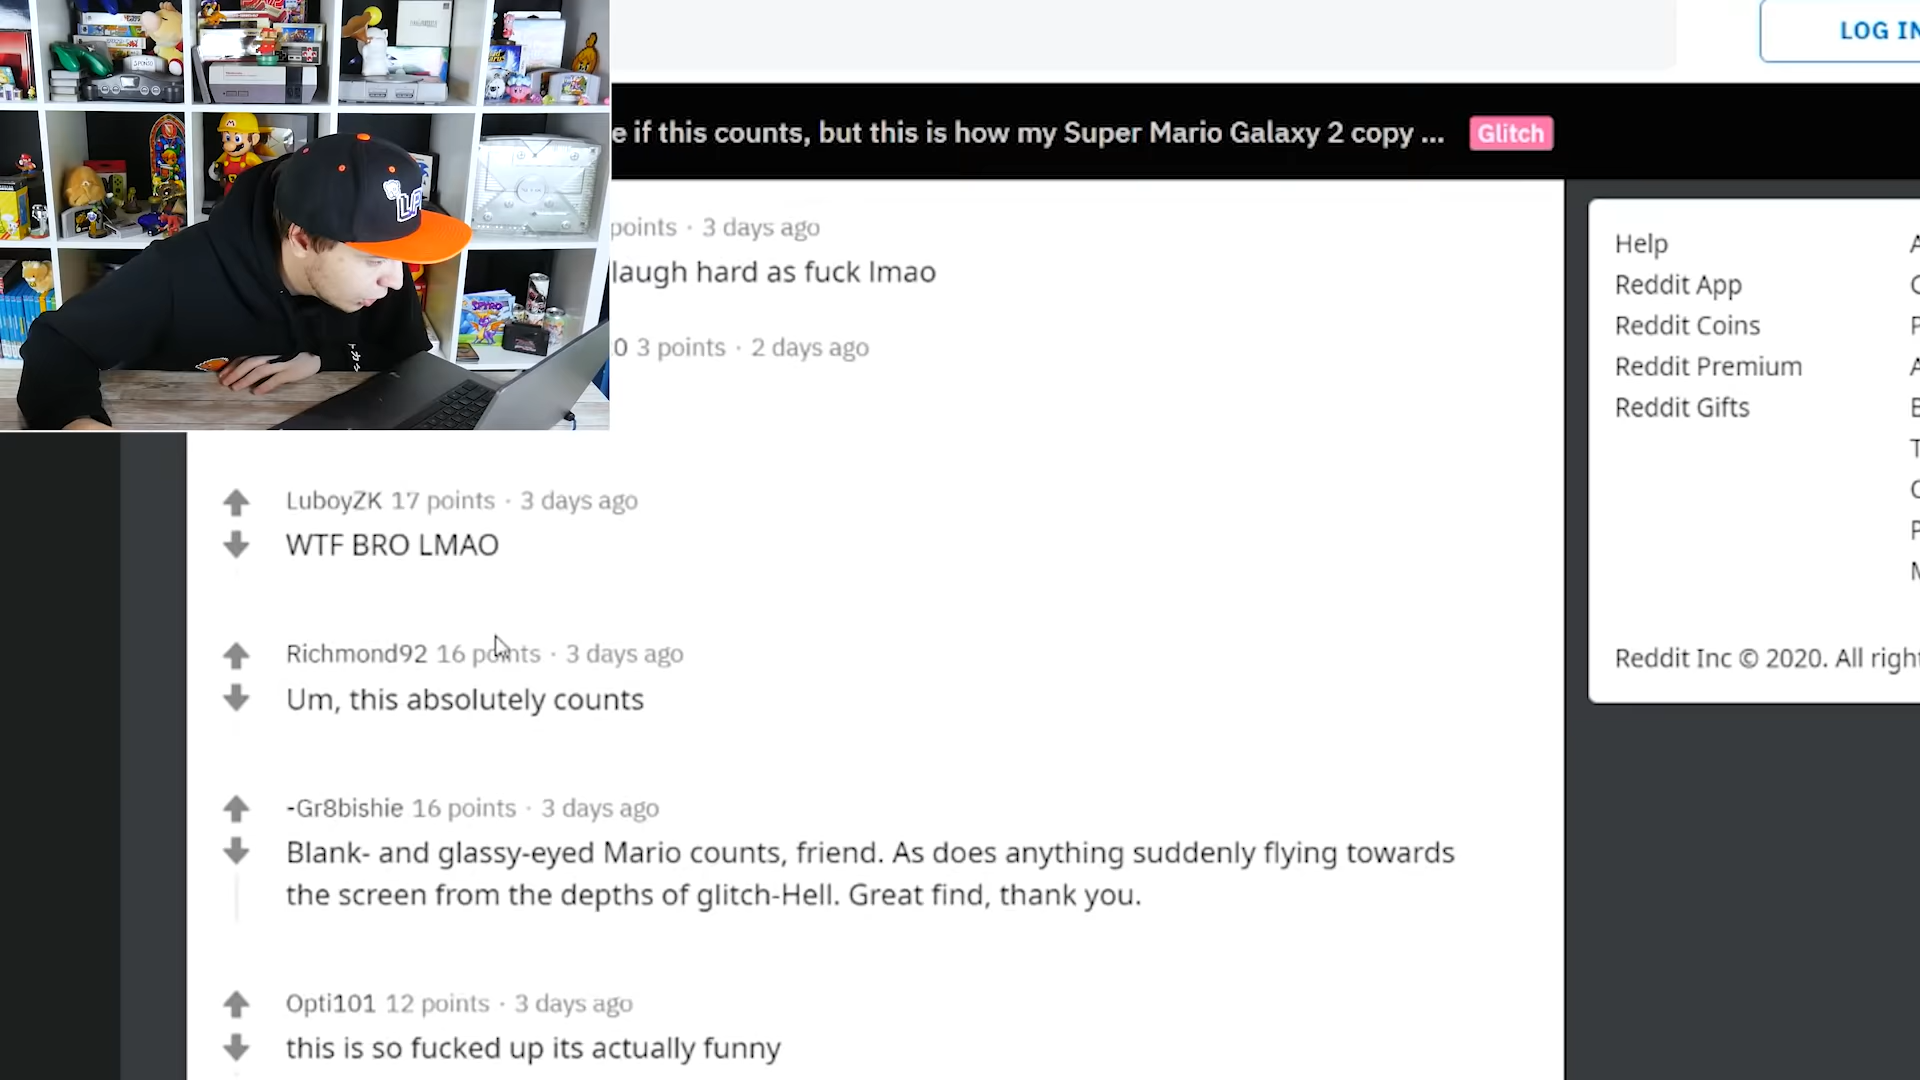 LOG IN
e if this counts, but this is how my Super Mario Galaxy 2 copy ... Glitch
points · 3 days ago
laugh hard as fuck lmao
0 3 points · 2 days ago
LuboyZK 17 points · 3 days ago
WTF BRO LMAO
Richmond92 16 points · 3 days ago
Um, this absolutely counts
-Gr8bishie 16 points · 3 days ago
Blank- and glassy-eyed Mario counts, friend. As does anything suddenly flying towards
the screen from the depths of glitch-Hell. Great find, thank you.
Opti101 12 points · 3 days ago
this is so fucked up its actually funny
Help
Reddit App
Reddit Coins
Reddit Premium
Reddit Gifts
Reddit Inc © 2020. All right
SPYRO